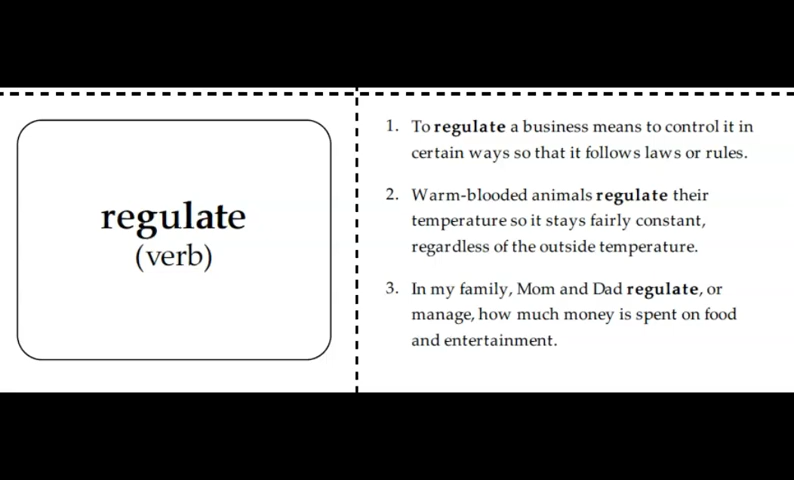 regulate
(verb)
1. To regulate a business means to control it in
certain ways so that it follows laws or rules.
2. Warm-blooded animals regulate their
temperature so it stays fairly constant,
regardless of the outside temperature.
3. In my family, Mom and Dad regulate, or
manage, how much money is spent on food
and entertainment.